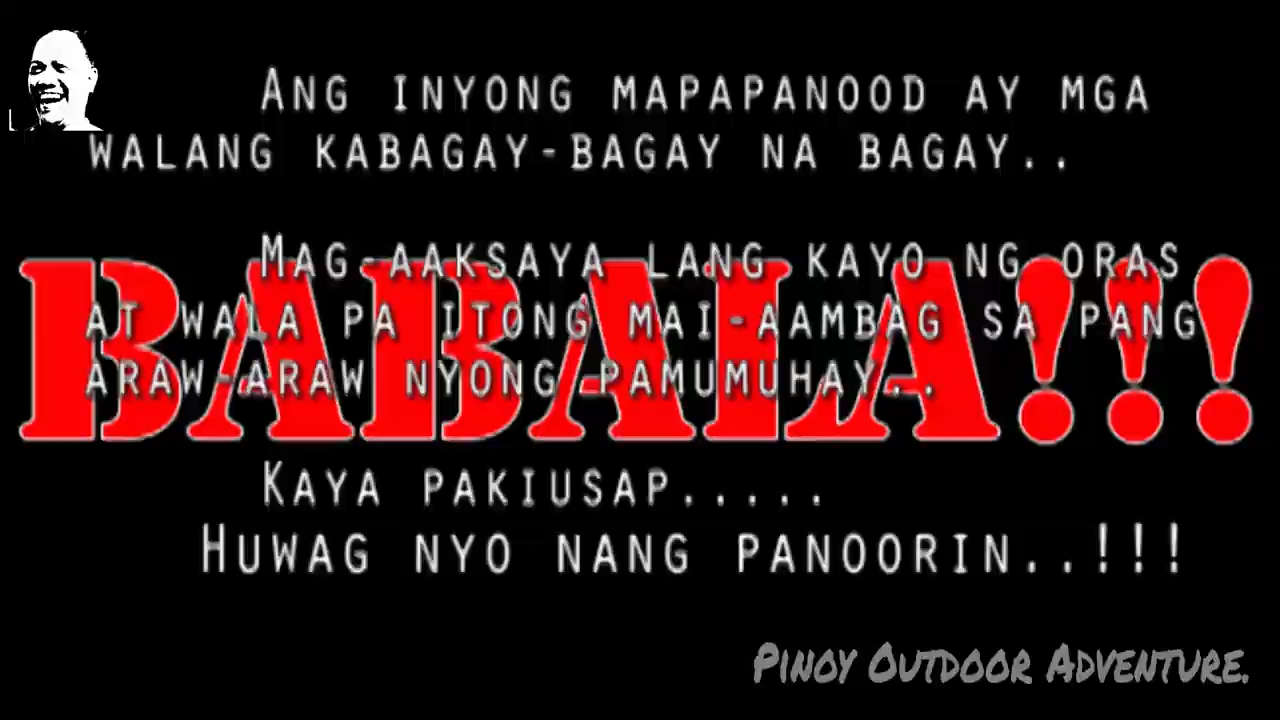 Ang inyong mapapanood ay mga
walang kabagay-bagay na bagay..
Mag-aaksaya lang kayo ng oras
at wala pa itong mai-aambag sa pang
araw-araw nyong pamumuhay..
BABALA!!!
Kaya pakiusap.....
Huwag nyo nang panoorin..!!!
Pinoy Outdoor Adventure.